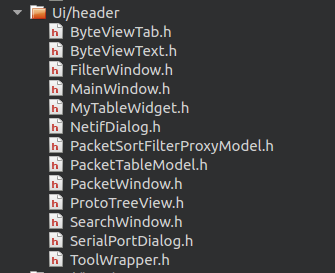 Ui/header
ByteViewTab.h
ByteViewText.h
FilterWindow.h
MainWindow.h
MyTableWidget.h
NetifDialog.h
PacketSortFilterProxyModel.h
PacketTableModel.h
PacketWindow.h
ProtoTreeView.h
SearchWindow.h
SerialPortDialog.h
ToolWrapper.h